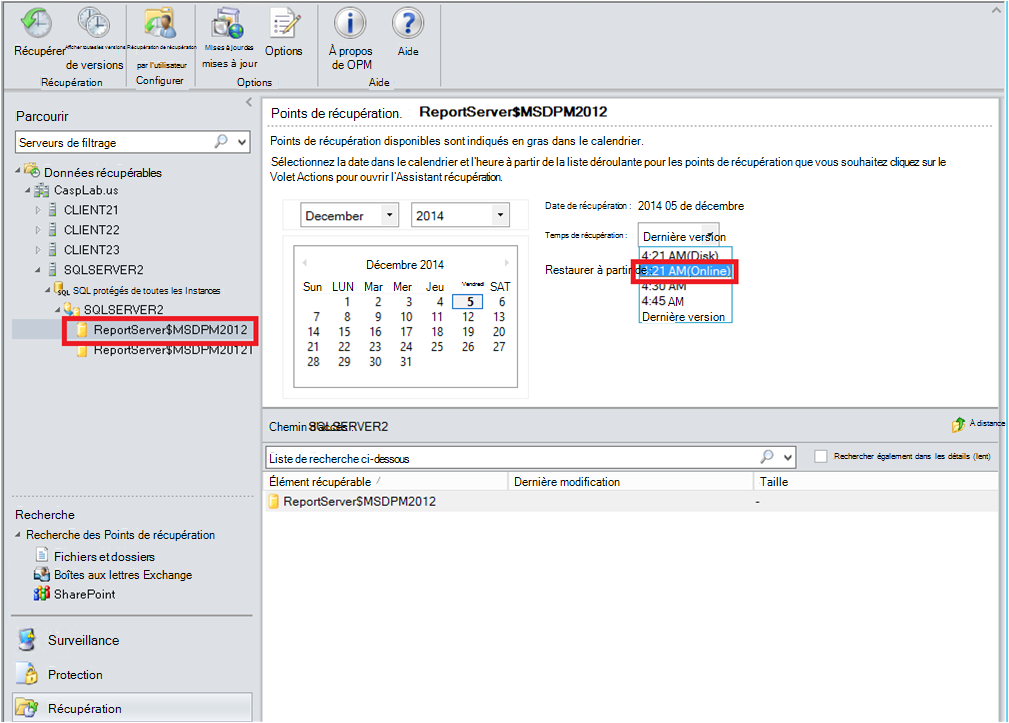 Récupérer
Afficher toutes les versions
de versions
Récupération
Récupération de récupération
par l'utilisateur
Configurer
Mises à jour des
mises à jour
Options
Options
À propos
de OPM
Aide
Aide
Parcourir
Serveurs de filtrage
Données récupérables
CaspLab.us
CLIENT21
CLIENT22
CLIENT23
SQLSERVER2
SQL protégés de toutes les Instances
SQLSERVER2
ReportServer$MSDPM2012
ReportServer$MSDPM2012T
Recherche
Recherche des Points de récupération
Fichiers et dossiers
Boîtes aux lettres Exchange
SharePoint
Surveillance
Protection
Récupération
Points de récupération. ReportServer$MSDPM2012
Points de récupération disponibles sont indiqués en gras dans le calendrier.
Sélectionnez la date dans le calendrier et l'heure à partir de la liste déroulante pour les points de récupération que vous souhaitez cliquez sur le
Volet Actions pour ouvrir l'Assistant récupération.
December 2014
Décembre 2014
Sun LUN Mar Mer Jeu Vendred SAT
1 2 3 4 5 6
7 8 9 10 11 12 13
14 15 16 17 18 19 20
21 22 23 24 25 26 27
28 29 30 31
Date de récupération : 2014 05 de décembre
Temps de récupération : Dernière version
4:21 AM(Disk)
Restaurer à partir de :21 AM(Online)
4:30 AM
4:45 AM
Dernière version
Chemin d'accès SQLSERVER2
À distance
Liste de recherche ci-dessous
Rechercher également dans les détails (lent)
Élément récupérable / Dernière modification Taille
ReportServer$MSDPM2012 -